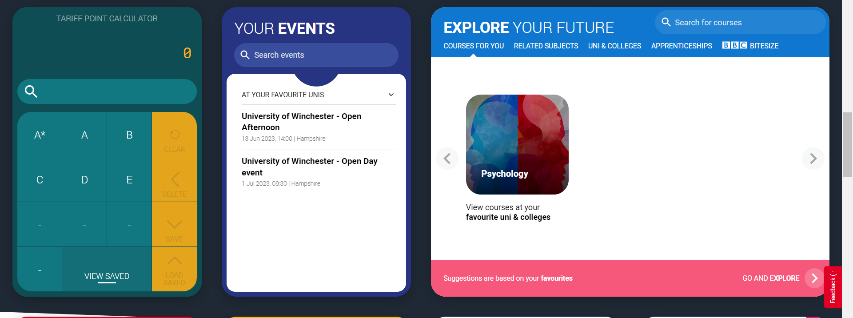 TARIFF POINT CALCULATOR
0
A*
A
B
CLEAR
C
D
E
DELETE
-
-
-
SAVE
-
VIEW SAVED
LOAD
SAVED
YOUR EVENTS
Search events
AT YOUR FAVOURITE UNIS
University of Winchester - Open
Afternoon
18 Jun 2023, 14:00 | Hampshire
University of Winchester - Open Day
event
1 Jul 2023, 00:30 | Hampshire
EXPLORE YOUR FUTURE
Search for courses
COURSES FOR YOU
RELATED SUBJECTS
UNI & COLLEGES
APPRENTICESHIPS
BBC BITESIZE
Psychology
View courses at your
favourite uni & colleges
Suggestions are based on your favourites
GO AND EXPLORE
Feedback